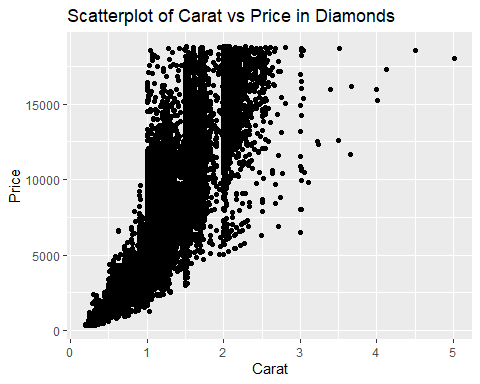 Scatterplot of Carat vs Price in Diamonds
15000
10000
5000
0
Price
0 1 2 3 4 5
Carat